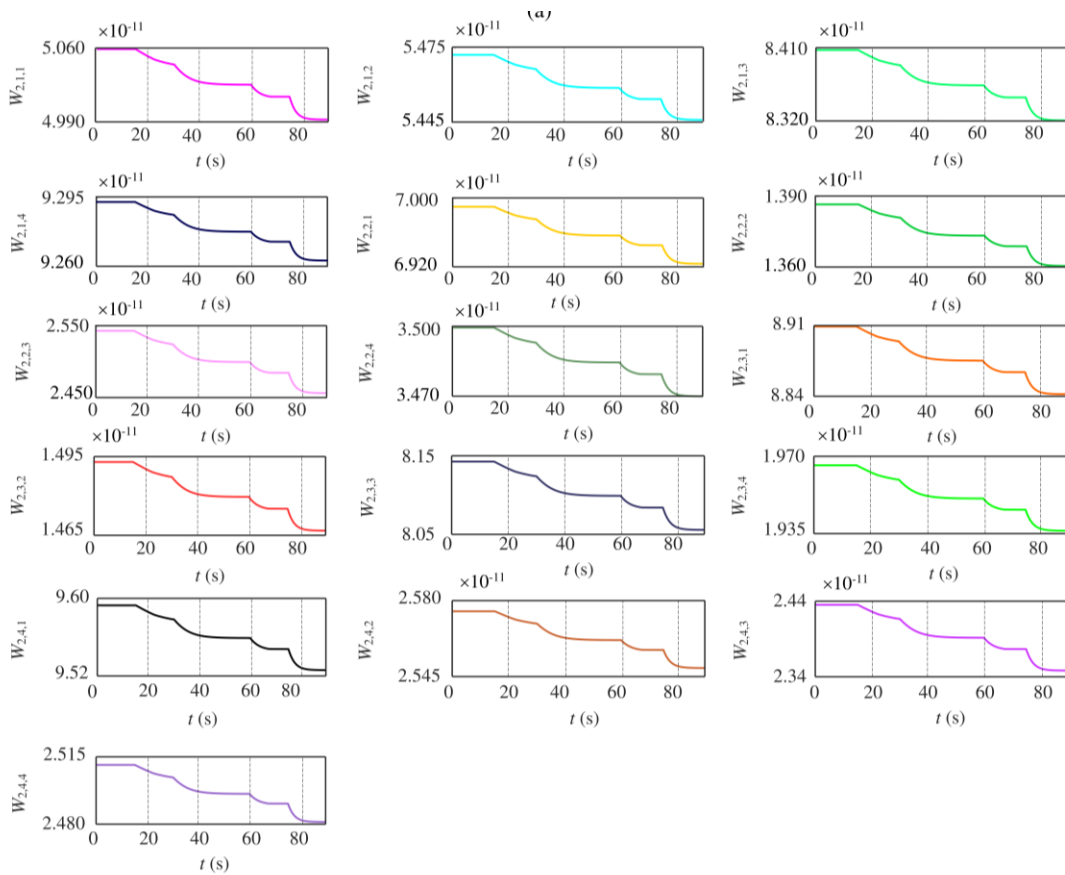 (a)
×10⁻¹¹ ×10⁻¹¹ ×10⁻¹¹
W2,1,1 5.060 4.990 0 20 40 60 80 t (s)
W2,1,2 5.475 5.445 0 20 40 60 80 t (s)
W2,1,3 8.410 8.320 0 20 40 60 80 t (s)
×10⁻¹¹ ×10⁻¹¹ ×10⁻¹¹
W2,1,4 9.295 9.260 0 20 40 60 80 t (s)
W2,2,1 7.000 6.920 0 20 40 60 80 t (s)
W2,2,2 1.390 1.360 0 20 40 60 80 t (s)
×10⁻¹¹ ×10⁻¹¹ ×10⁻¹¹
W2,2,3 2.550 2.450 0 20 40 60 80 t (s)
W2,2,4 3.500 3.470 0 20 40 60 80 t (s)
W2,3,1 8.91 8.84 0 20 40 60 80 t (s)
×10⁻¹¹ ×10⁻¹¹
W2,3,2 1.495 1.465 0 20 40 60 80 t (s)
W2,3,3 8.15 8.05 0 20 40 60 80 t (s)
W2,3,4 1.970 1.935 0 20 40 60 80 t (s)
×10⁻¹¹ ×10⁻¹¹
W2,4,1 9.60 9.52 0 20 40 60 80 t (s)
W2,4,2 2.580 2.545 0 20 40 60 80 t (s)
W2,4,3 2.44 2.34 0 20 40 60 80 t (s)
W2,4,4 2.515 2.480 0 20 40 60 80 t (s)